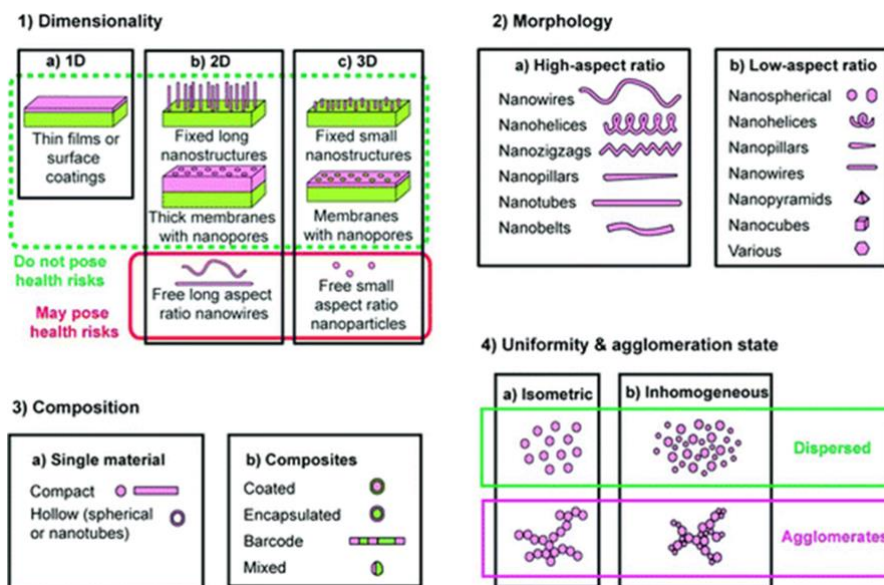 1) Dimensionality
a) 1D
Thin films or
surface
coatings
b) 2D
Fixed long
nanostructures
Thick membranes
with nanopores
Free long aspect
ratio nanowires
c) 3D
Fixed small
nanostructures
Membranes
with nanopores
Free small
aspect ratio
nanoparticles
Do not pose
health risks
May pose
health risks
2) Morphology
a) High-aspect ratio
Nanowires
Nanohelices
Nanozigzags
Nanopillars
Nanotubes
Nanobelts
b) Low-aspect ratio
Nanospherical
Nanohelices
Nanopillars
Nanowires
Nanopyramids
Nanocubes
Various
3) Composition
a) Single material
Compact
Hollow (spherical
or nanotubes)
b) Composites
Coated
Encapsulated
Barcode
Mixed
4) Uniformity & agglomeration state
a) Isometric
b) Inhomogeneous
Dispersed
Agglomerates